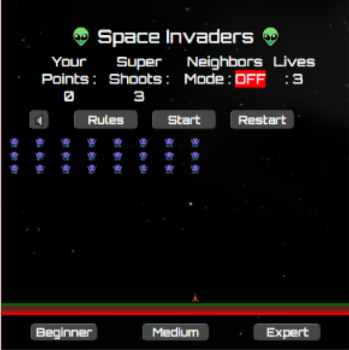 Space Invaders
Your Super Neighbors Lives
Points : Shoots : Mode : OFF : 3
0 3
Rules Start Restart
Beginner Medium Expert